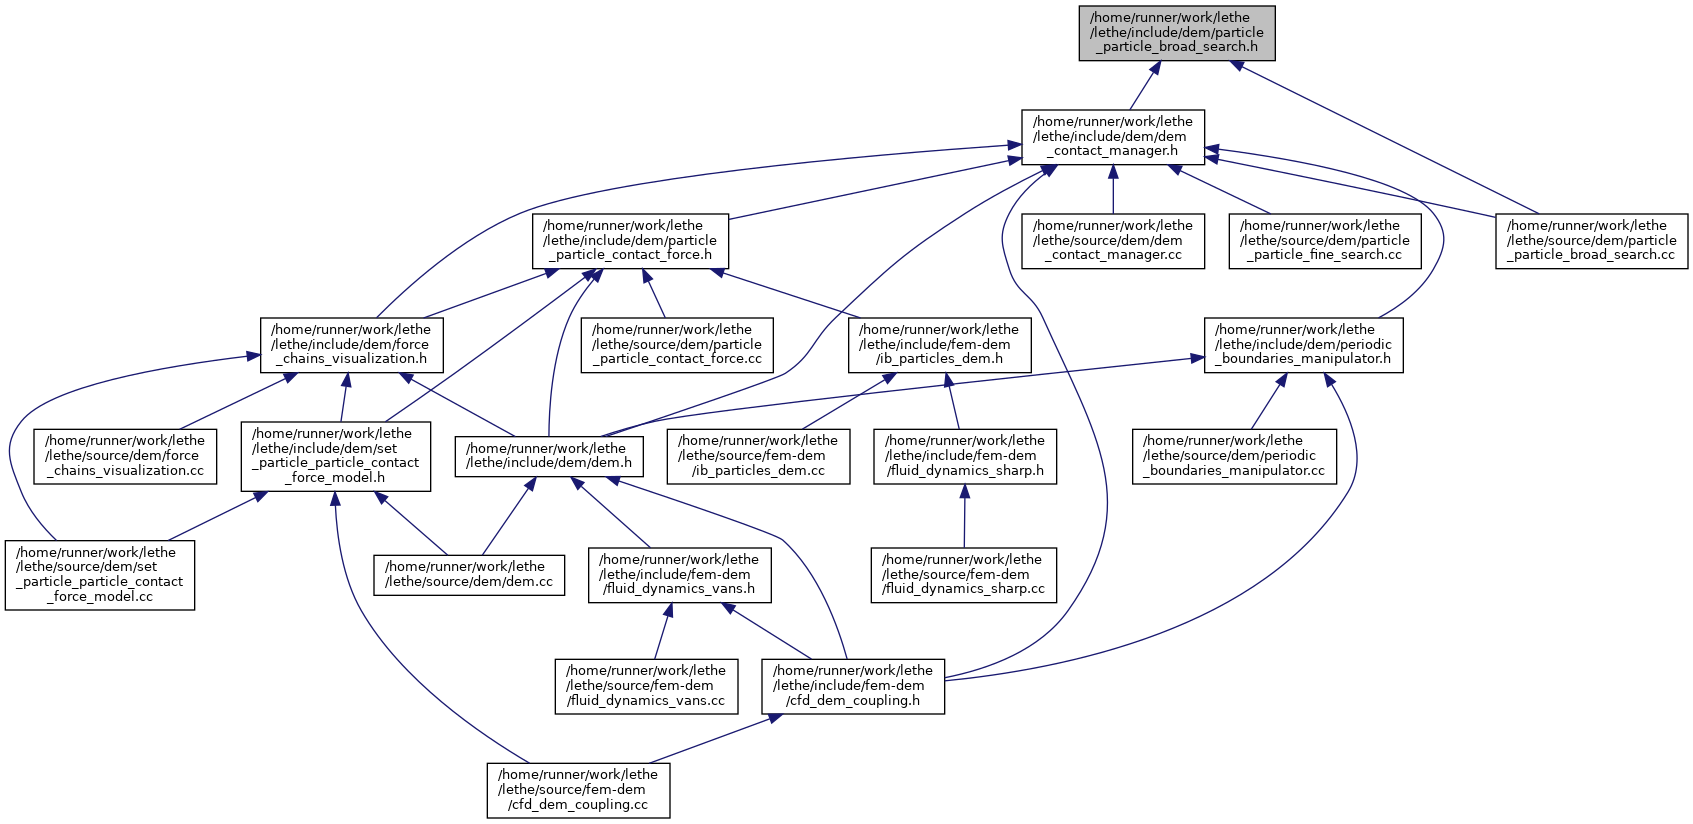 /home/runner/work/lethe
/lethe/include/dem/particle
_particle_broad_search.h
/home/runner/work/lethe
/lethe/include/dem/dem
_contact_manager.h
/home/runner/work/lethe
/lethe/include/dem/particle
_particle_contact_force.h
/home/runner/work/lethe
/lethe/source/dem/dem
_contact_manager.cc
/home/runner/work/lethe
/lethe/source/dem/particle
_particle_fine_search.cc
/home/runner/work/lethe
/lethe/source/dem/particle
_particle_broad_search.cc
/home/runner/work/lethe
/lethe/include/dem/force
_chains_visualization.h
/home/runner/work/lethe
/lethe/source/dem/particle
_particle_contact_force.cc
/home/runner/work/lethe
/lethe/include/fem-dem
/ib_particles_dem.h
/home/runner/work/lethe
/lethe/include/dem/periodic
_boundaries_manipulator.h
/home/runner/work/lethe
/lethe/source/dem/force
_chains_visualization.cc
/home/runner/work/lethe
/lethe/include/dem/set
_particle_particle_contact
_force_model.h
/home/runner/work/lethe
/lethe/include/dem/dem.h
/home/runner/work/lethe
/lethe/source/fem-dem
/ib_particles_dem.cc
/home/runner/work/lethe
/lethe/include/fem-dem
/fluid_dynamics_sharp.h
/home/runner/work/lethe
/lethe/source/dem/periodic
_boundaries_manipulator.cc
/home/runner/work/lethe
/lethe/source/dem/set
_particle_particle_contact
_force_model.cc
/home/runner/work/lethe
/lethe/source/dem/dem.cc
/home/runner/work/lethe
/lethe/include/fem-dem
/fluid_dynamics_vans.h
/home/runner/work/lethe
/lethe/source/fem-dem
/fluid_dynamics_sharp.cc
/home/runner/work/lethe
/lethe/source/fem-dem
/fluid_dynamics_vans.cc
/home/runner/work/lethe
/lethe/include/fem-dem
/cfd_dem_coupling.h
/home/runner/work/lethe
/lethe/source/fem-dem
/cfd_dem_coupling.cc